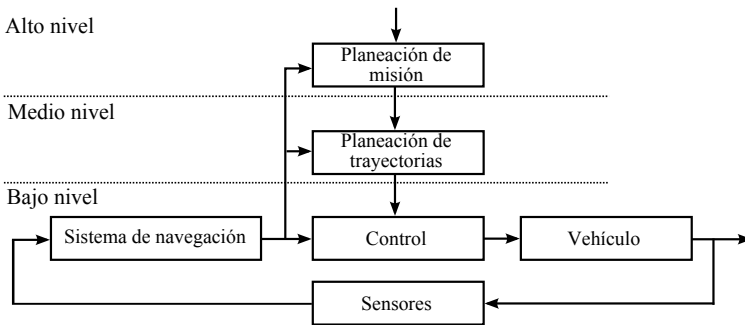 Alto nivel
Planeación de
misión
Medio nivel
Planeación de
trayectorias
Bajo nivel
Sistema de navegación
Control
Vehículo
Sensores